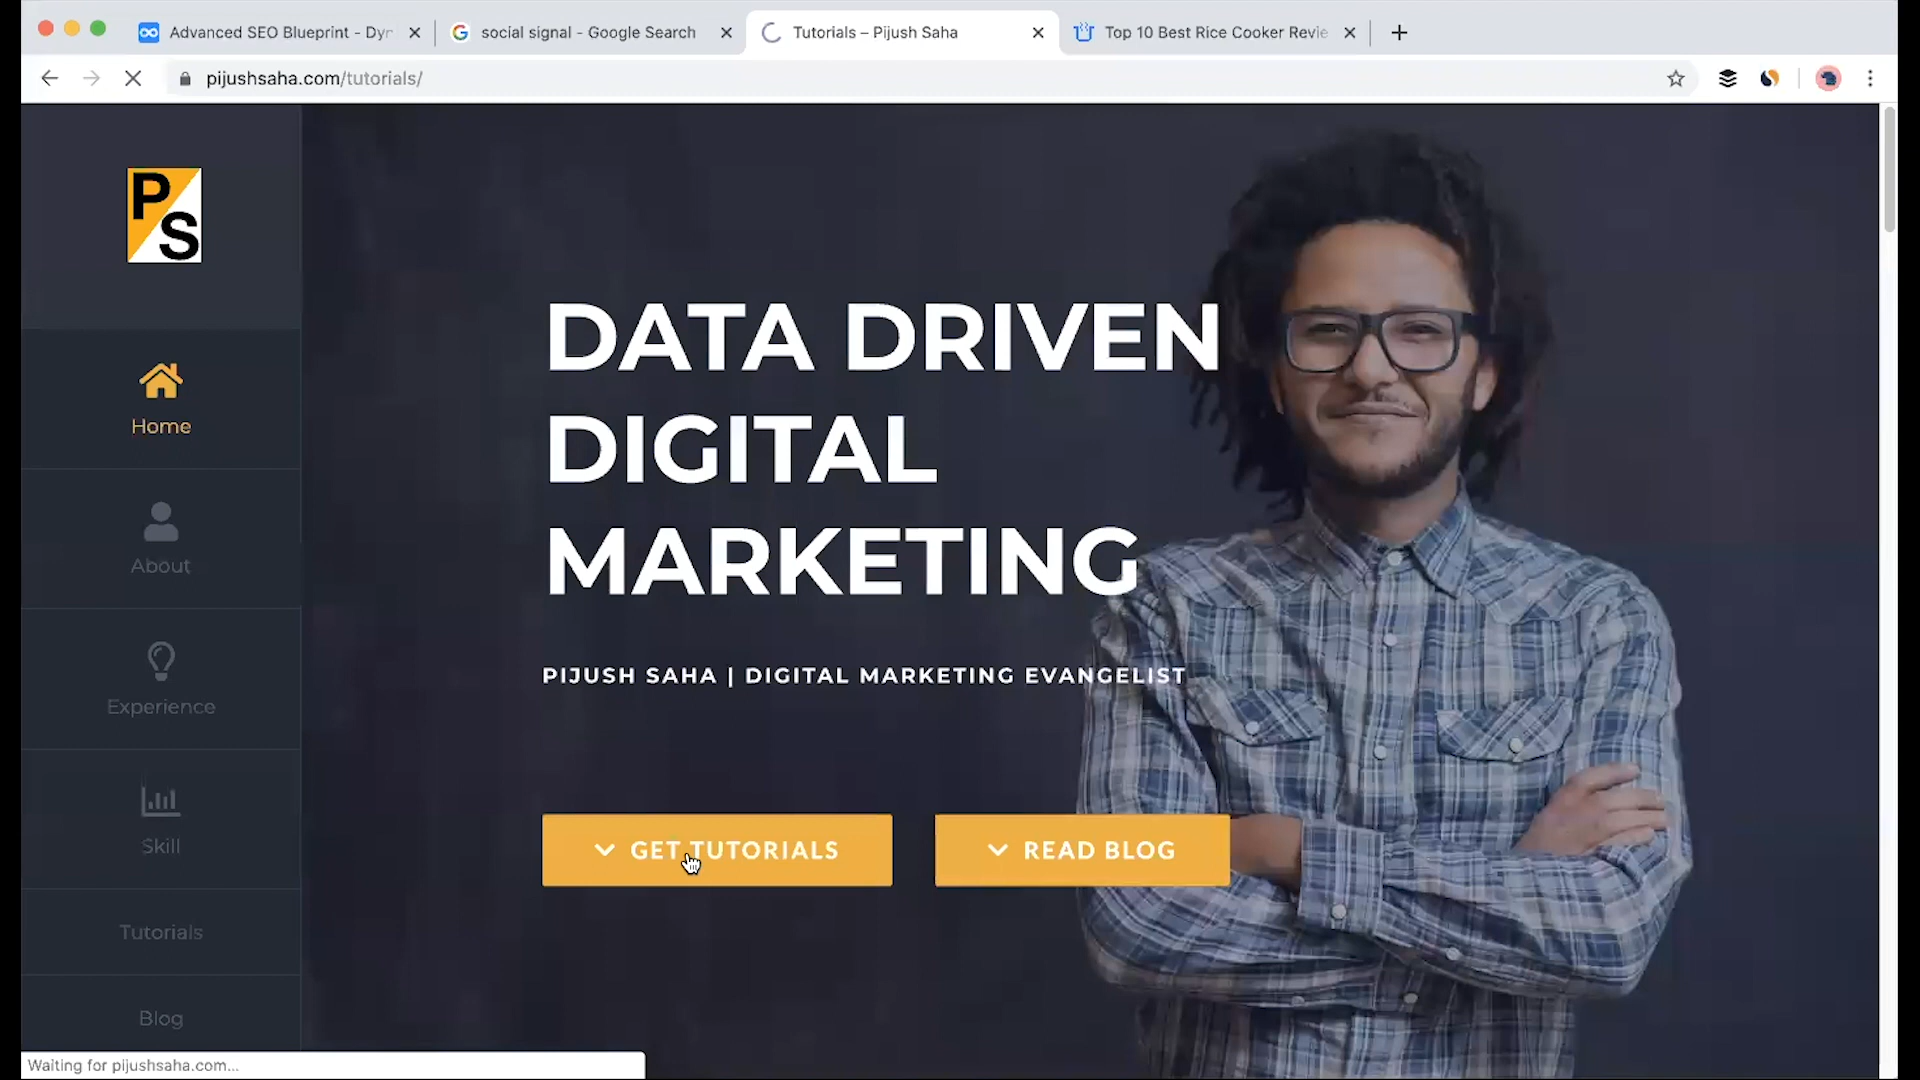 Advanced SEO Blueprint - Dyn
social signal - Google Search
Tutorials – Pijush Saha
Top 10 Best Rice Cooker Revie
pijushsaha.com/tutorials/
P
S
Home
About
Experience
Skill
Tutorials
Blog
DATA DRIVEN
DIGITAL
MARKETING
PIJUSH SAHA | DIGITAL MARKETING EVANGELIST
GET TUTORIALS
READ BLOG
Waiting for pijushsaha.com...